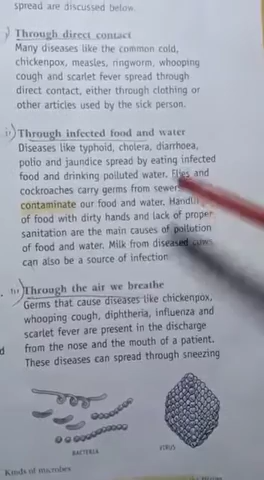 spread are discussed below.
Through direct contact
Many diseases like the common cold,
chickenpox, measles, ringworm, whooping
cough and scarlet fever spread through
direct contact, either through clothing or
other articles used by the sick person.
ii) Through infected food and water
Diseases like typhoid, cholera, diarrhoea,
polio and jaundice spread by eating infected
food and drinking polluted water. Flies and
cockroaches carry germs from
contaminate our food and water.
of food with dirty hands and lack of proper
sanitation are the main causes of pollution
of food and water. Milk from diseased cows
can also be a source of infection
Through the air we breathe
Germs that cause diseases like chickenpox,
whooping cough, diphtheria, influenza and
scarlet fever are present in the discharge
from the nose and the mouth of a patient.
These diseases can spread through sneezing
BACTERIA
VIRUS
Kinds of microbes